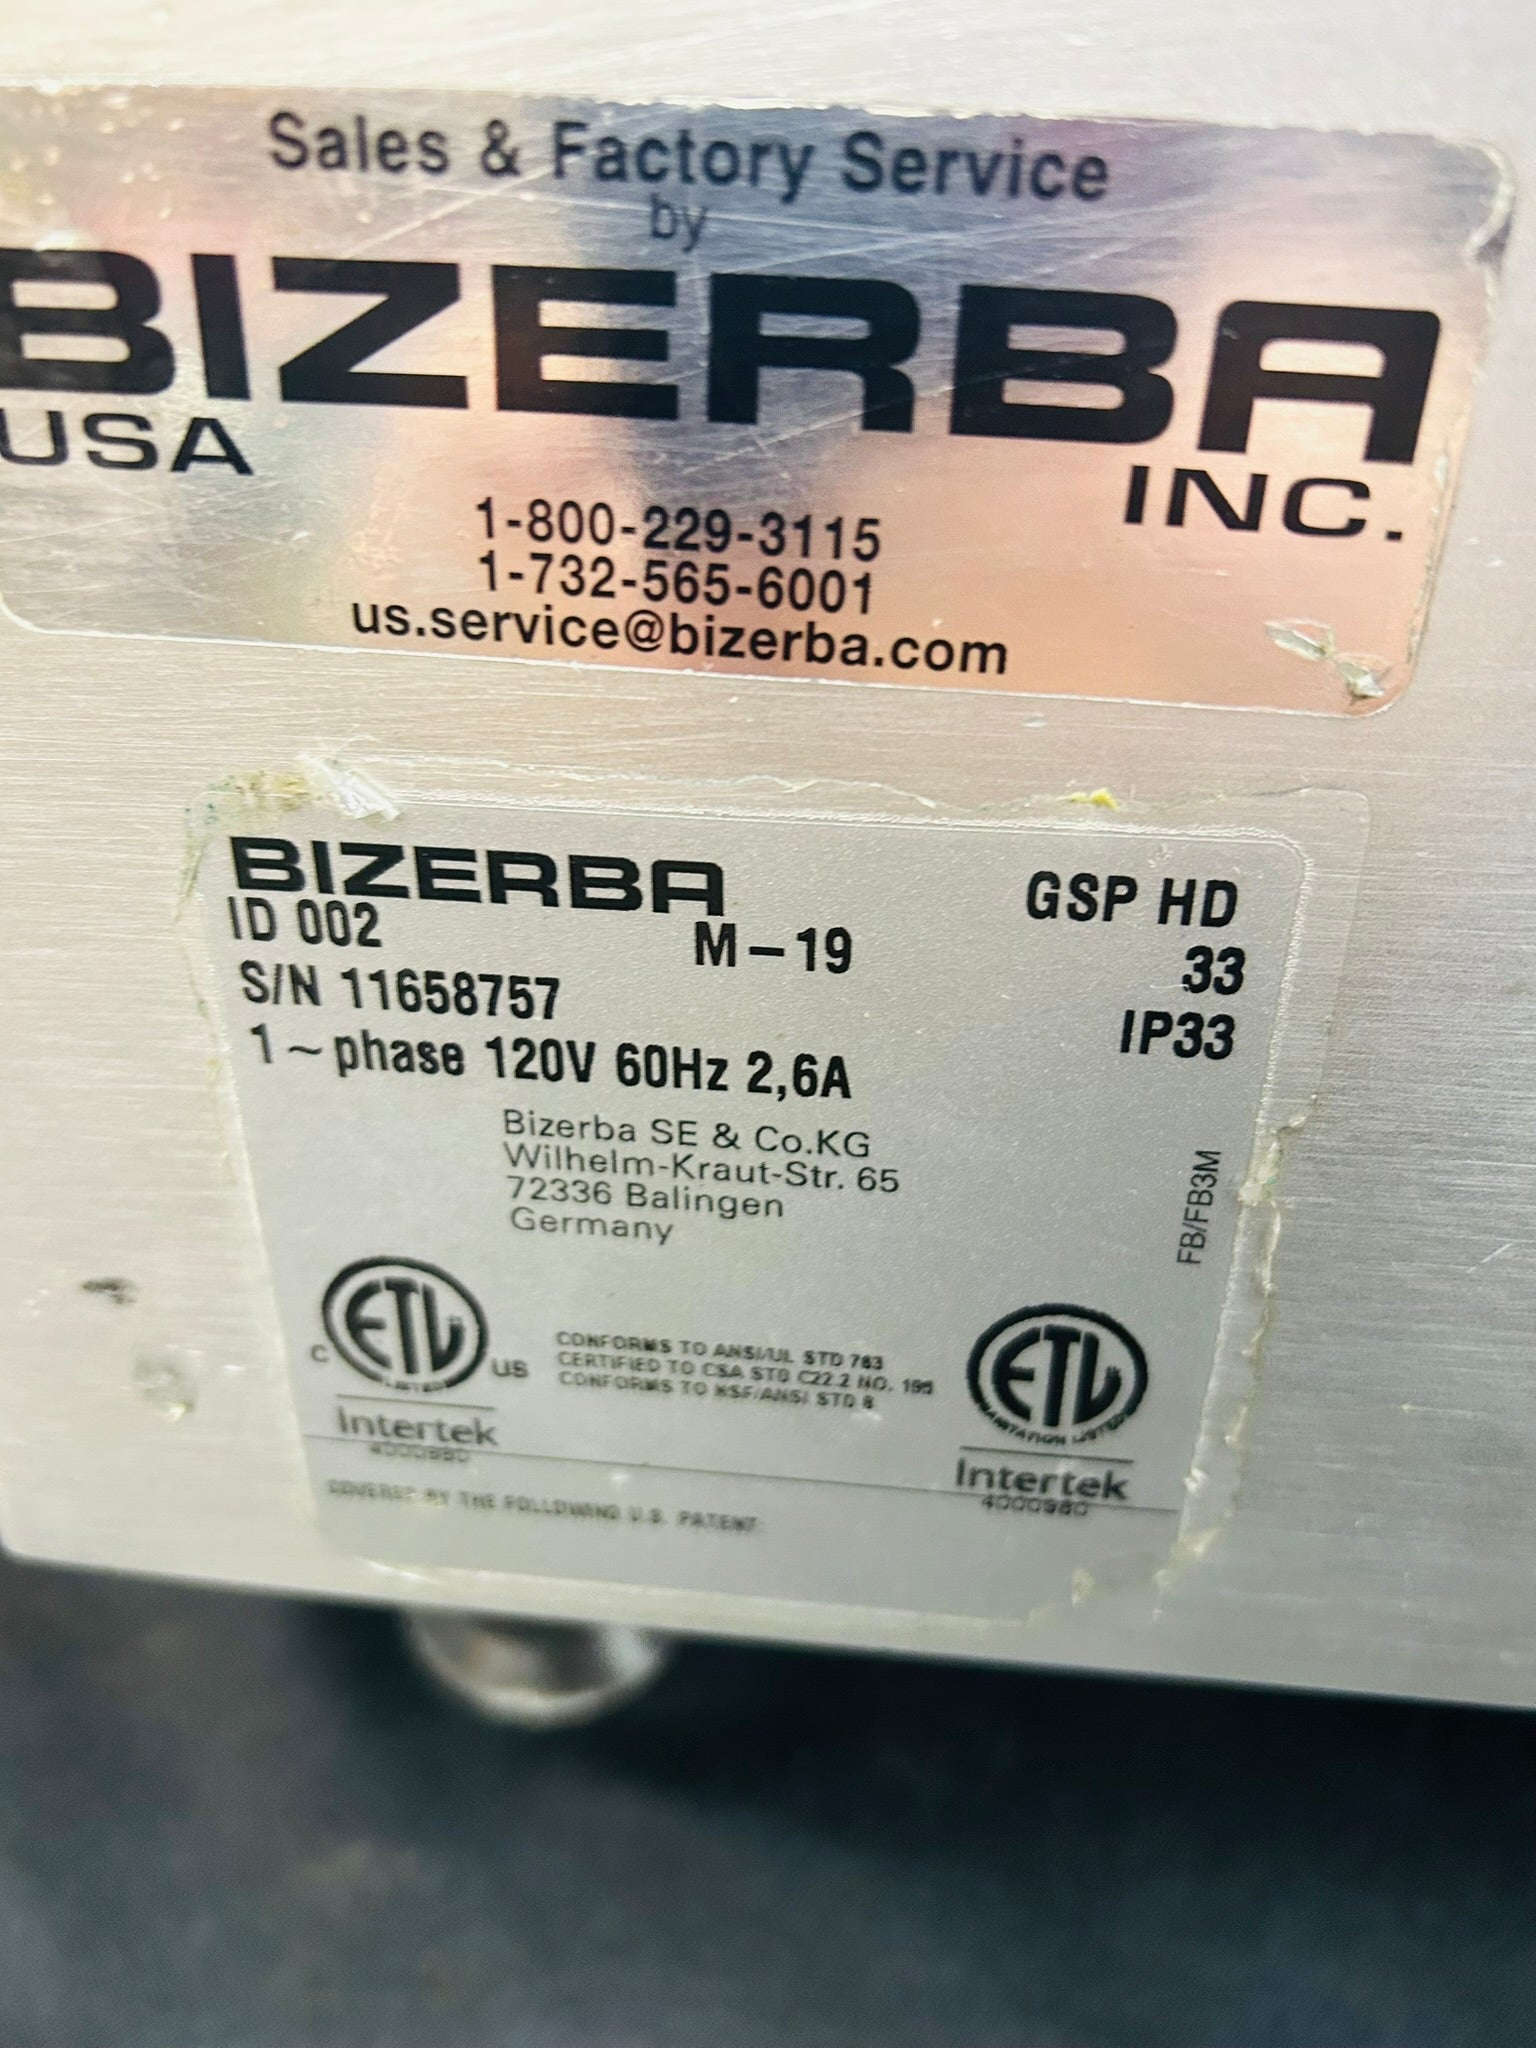 Sales & Factory Service
by
BIZERBA
USA
INC.
1-800-229-3115
1-732-565-6001
us.service@bizerba.com
BIZERBA
GSP HD
ID 002
M-19
33
S/N 11658757
IP33
1~phase 120V 60Hz 2,6A
Bizerba SE & Co.KG
Wilhelm-Kraut-Str. 65
72336 Balingen
Germany
FB/FB3M
ETL
LISTED
C
US
Intertek
4000980
CONFORMS TO ANSI/UL STD 763
CERTIFIED TO CSA STD C22.2 NO. 195
CONFORMS TO NSF/ANSI STD 8
ETL
SANITATION LISTED
Intertek
4000980
COVERED BY THE FOLLOWING U.S. PATENT: